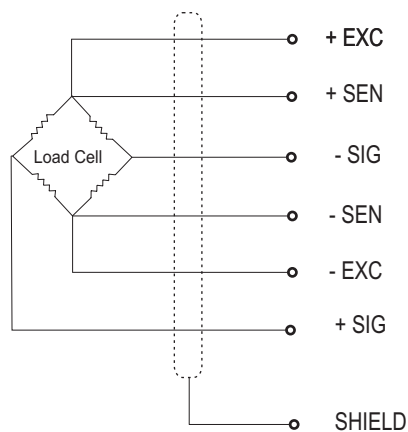 + EXC
+ SEN
Load Cell
- SIG
- SEN
- EXC
+ SIG
SHIELD